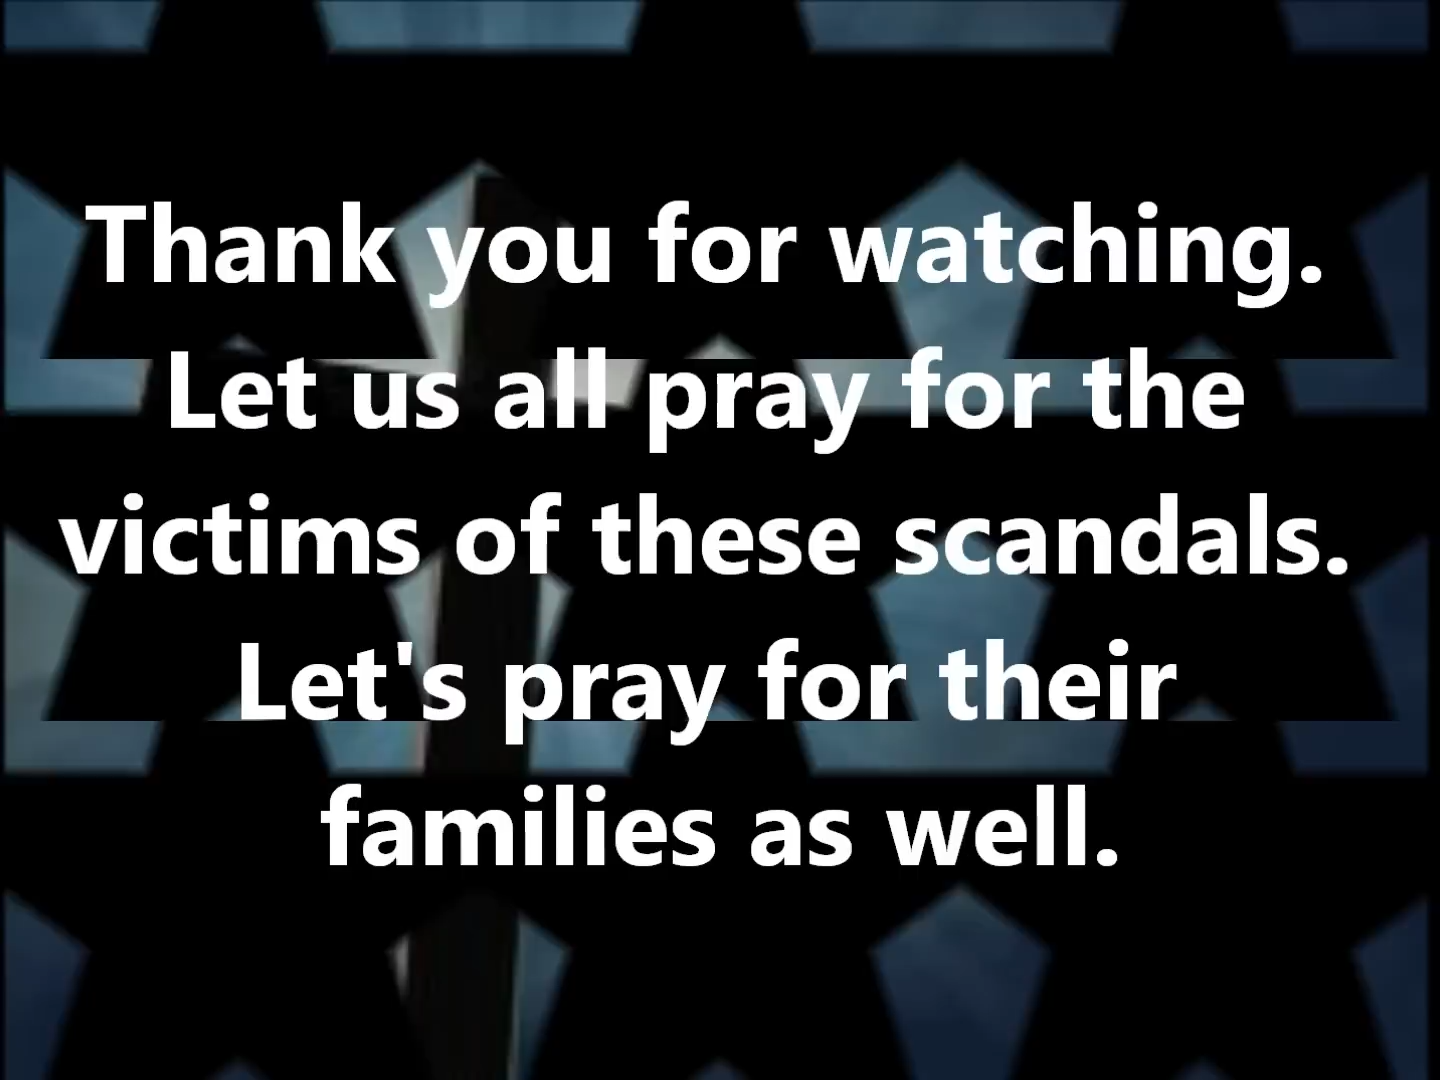 Thank you for watching.
Let us all pray for the
victims of these scandals.
Let's pray for their
families as well.